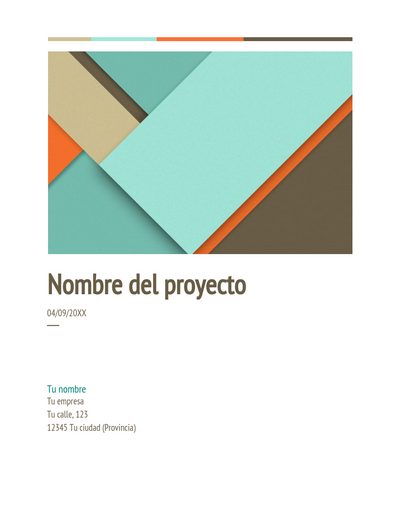 Nombre del proyecto
04/09/20XX
Tu nombre
Tu empresa
Tu calle, 123
12345 Tu ciudad (Provincia)